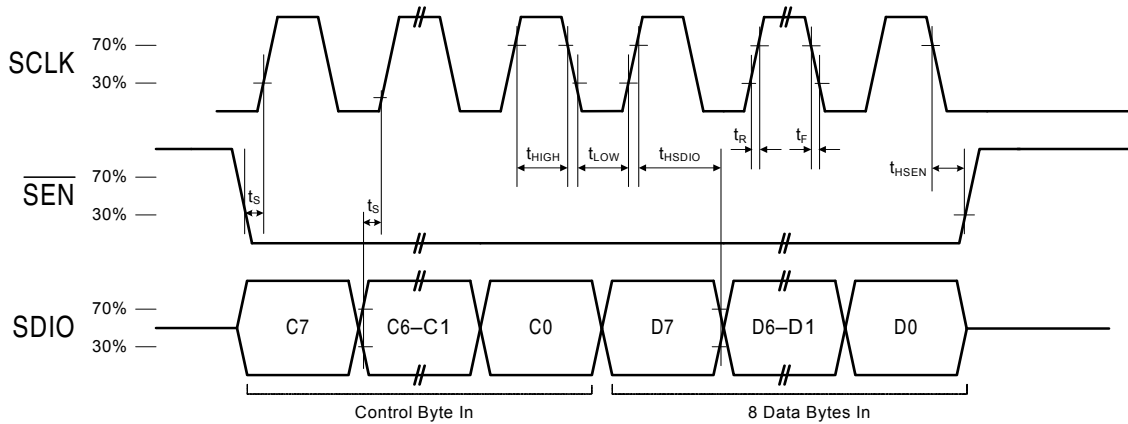 SCLK
70%
30%
tR
tF
tHIGH
tLOW
tHSDIO
tHSEN
SEN
70%
30%
tS
tS
SDIO
70%
30%
C7
C6–C1
C0
D7
D6–D1
D0
Control Byte In
8 Data Bytes In